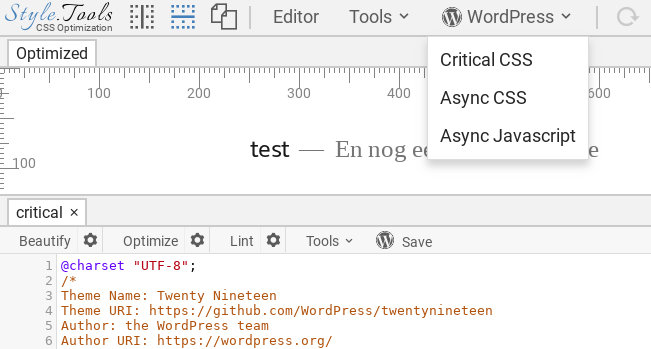 Style.Tools
CSS Optimization
Editor Tools WordPress
Optimized
Critical CSS
Async CSS
Async Javascript
100 200 300 400 600
100
test — En nog ee e
critical ×
Beautify Optimize Lint Tools Save
1 @charset "UTF-8";
2 /*
3 Theme Name: Twenty Nineteen
4 Theme URI: https://github.com/WordPress/twentynineteen
5 Author: the WordPress team
6 Author URI: https://wordpress.org/